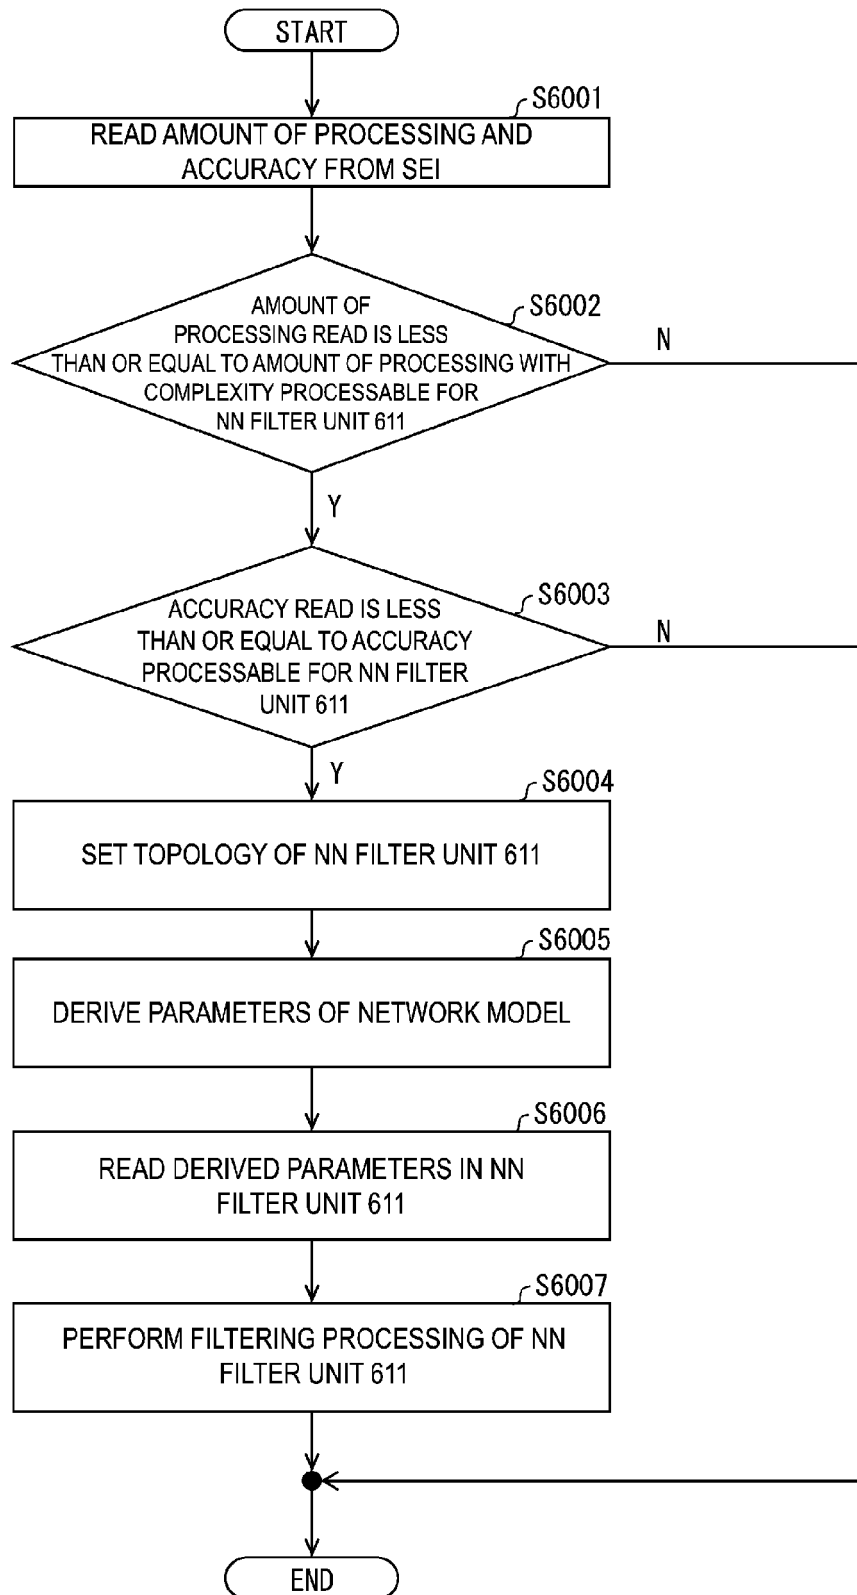 START
S6001
READ AMOUNT OF PROCESSING AND
ACCURACY FROM SEI
S6002
AMOUNT OF
PROCESSING READ IS LESS
THAN OR EQUAL TO AMOUNT OF PROCESSING WITH
COMPLEXITY PROCESSABLE FOR
NN FILTER UNIT 611
N
Y
S6003
ACCURACY READ IS LESS
THAN OR EQUAL TO ACCURACY
PROCESSABLE FOR NN FILTER
UNIT 611
N
Y
S6004
SET TOPOLOGY OF NN FILTER UNIT 611
S6005
DERIVE PARAMETERS OF NETWORK MODEL
S6006
READ DERIVED PARAMETERS IN NN
FILTER UNIT 611
S6007
PERFORM FILTERING PROCESSING OF NN
FILTER UNIT 611
END